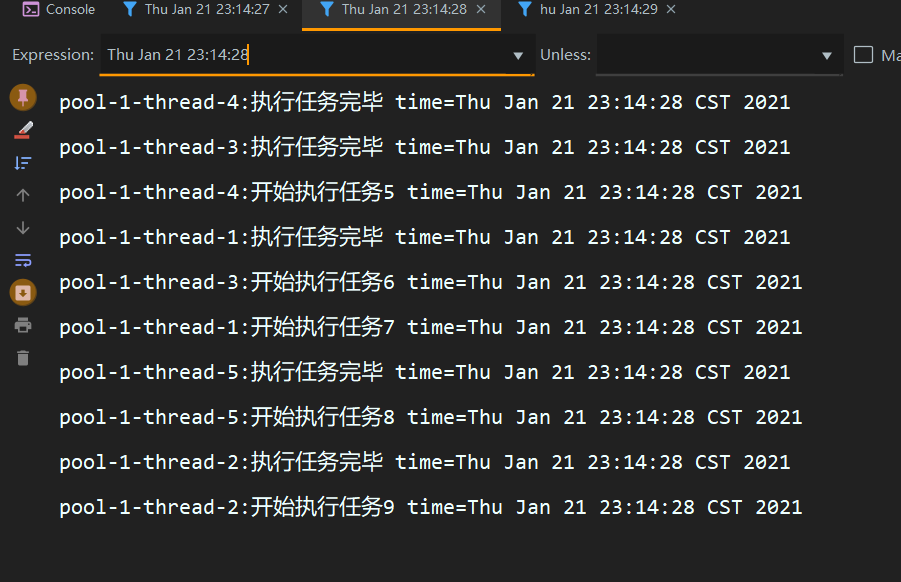 Console Thu Jan 21 23:14:27 Thu Jan 21 23:14:28 hu Jan 21 23:14:29
Expression: Thu Jan 21 23:14:28 Unless: Ma
pool-1-thread-4:执行任务完毕 time=Thu Jan 21 23:14:28 CST 2021
pool-1-thread-3:执行任务完毕 time=Thu Jan 21 23:14:28 CST 2021
pool-1-thread-4:开始执行任务5 time=Thu Jan 21 23:14:28 CST 2021
pool-1-thread-1:执行任务完毕 time=Thu Jan 21 23:14:28 CST 2021
pool-1-thread-3:开始执行任务6 time=Thu Jan 21 23:14:28 CST 2021
pool-1-thread-1:开始执行任务7 time=Thu Jan 21 23:14:28 CST 2021
pool-1-thread-5:执行任务完毕 time=Thu Jan 21 23:14:28 CST 2021
pool-1-thread-5:开始执行任务8 time=Thu Jan 21 23:14:28 CST 2021
pool-1-thread-2:执行任务完毕 time=Thu Jan 21 23:14:28 CST 2021
pool-1-thread-2:开始执行任务9 time=Thu Jan 21 23:14:28 CST 2021